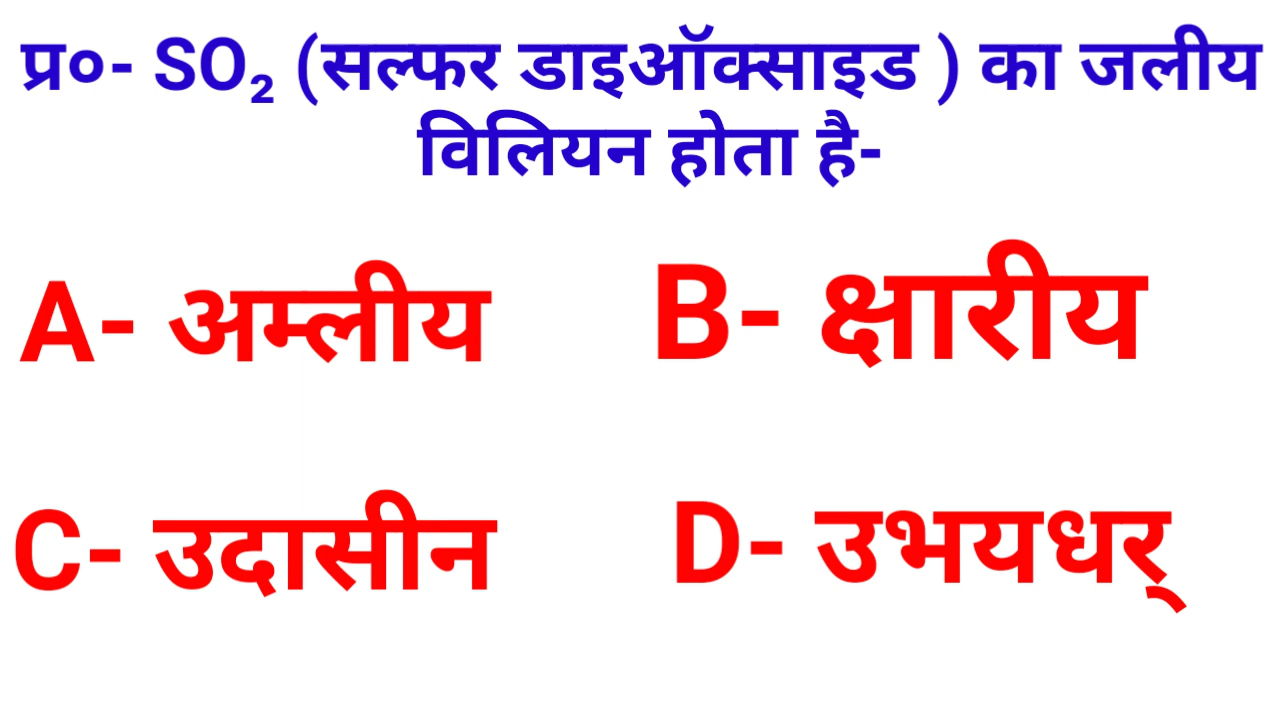 प्र०- SO₂ (सल्फर डाइऑक्साइड ) का जलीय
विलियन होता है-
A- अम्लीय B- क्षारीय
C- उदासीन D- उभयधर्